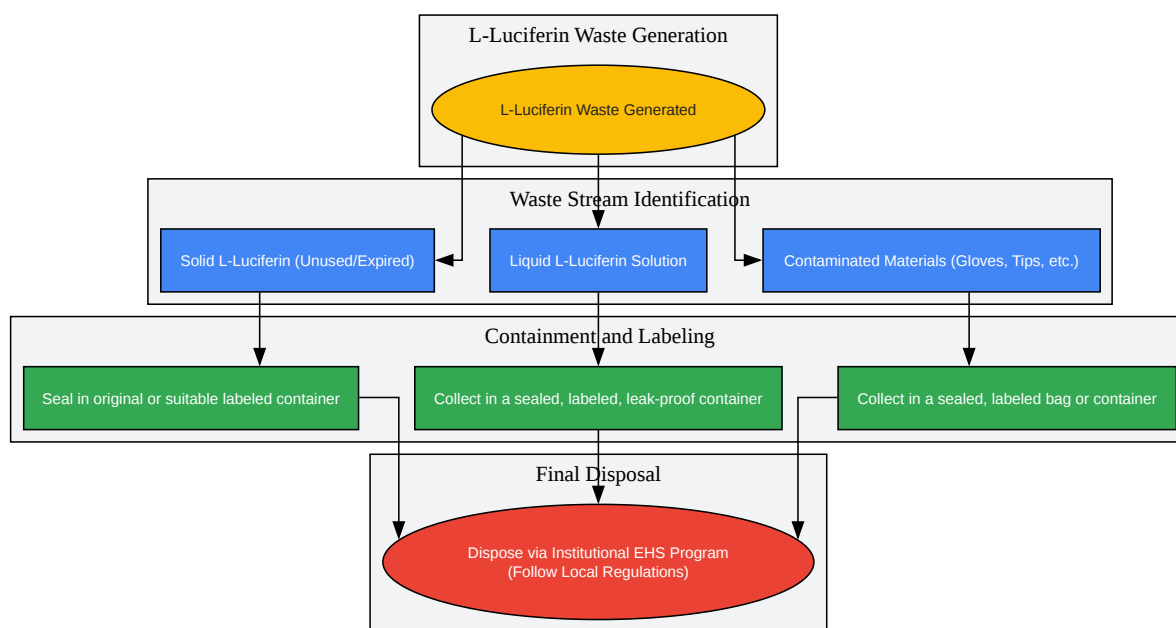 L-Luciferin Waste Generation
L-Luciferin Waste Generated
Waste Stream Identification
Solid L-Luciferin (Unused/Expired)
Liquid L-Luciferin Solution
Contaminated Materials (Gloves, Tips, etc.)
Containment and Labeling
Seal in original or suitable labeled container
Collect in a sealed, labeled, leak-proof container
Collect in a sealed, labeled bag or container
Final Disposal
Dispose via Institutional EHS Program
(Follow Local Regulations)